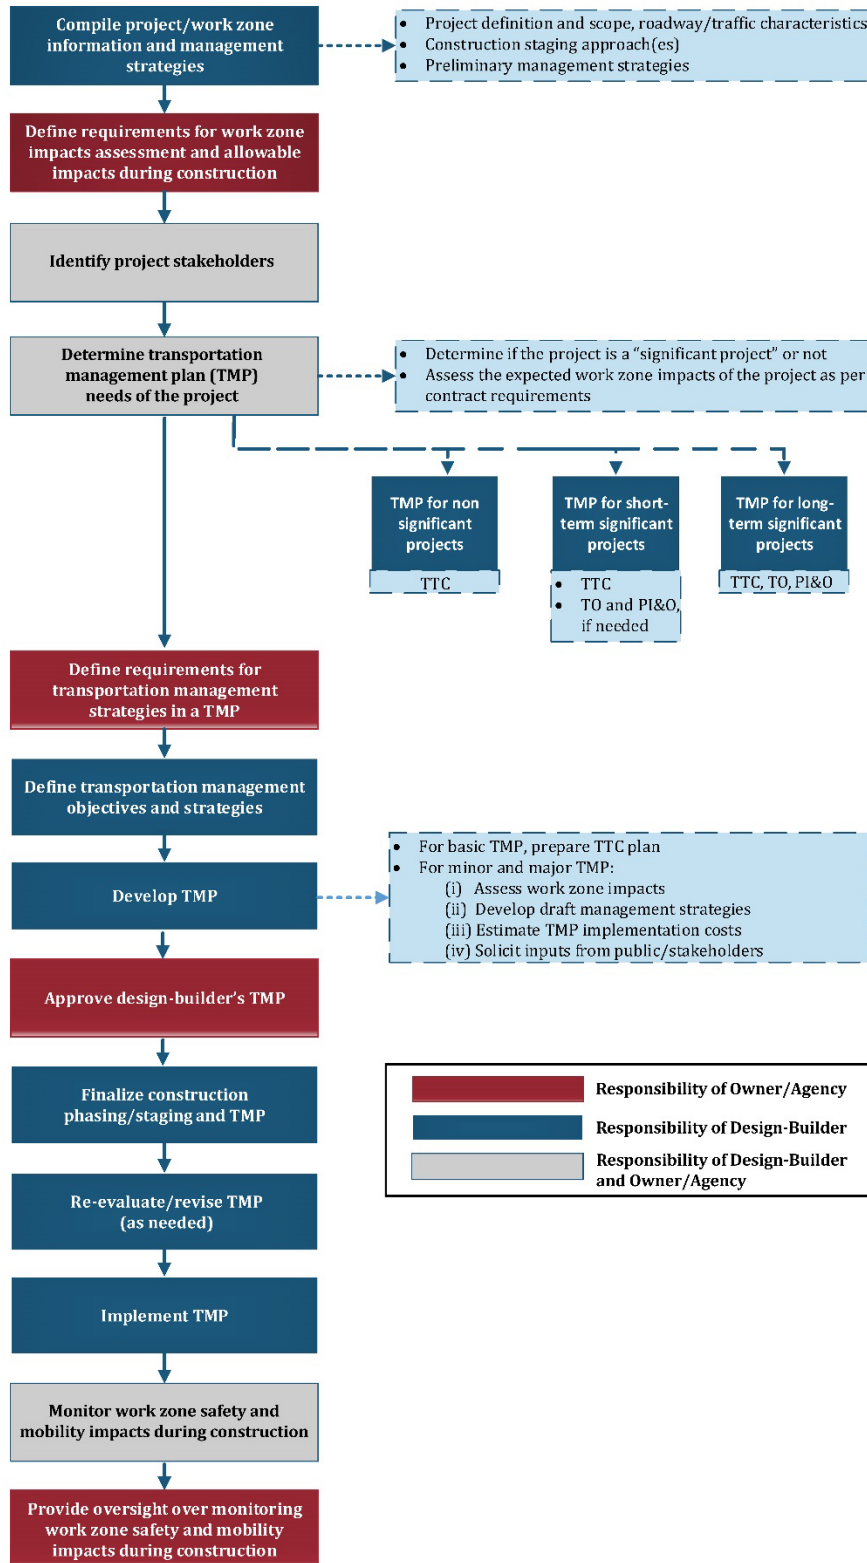 Compile project/work zone
information and management
strategies
• Project definition and scope, roadway/traffic characteristics
• Construction staging approach(es)
• Preliminary management strategies
Define requirements for work zone
impacts assessment and allowable
impacts during construction
Identify project stakeholders
Determine transportation
management plan (TMP)
needs of the project
• Determine if the project is a “significant project” or not
• Assess the expected work zone impacts of the project as per
contract requirements
TMP for non
significant
projects
TTC
TMP for short-
term significant
projects
• TTC
• TO and PI&O,
if needed
TMP for long-
term significant
projects
TTC, TO, PI&O
Define requirements for
transportation management
strategies in a TMP
Define transportation management
objectives and strategies
Develop TMP
• For basic TMP, prepare TTC plan
• For minor and major TMP:
(i) Assess work zone impacts
(ii) Develop draft management strategies
(iii) Estimate TMP implementation costs
(iv) Solicit inputs from public/stakeholders
Approve design-builder’s TMP
Finalize construction
phasing/staging and TMP
Re-evaluate/revise TMP
(as needed)
Implement TMP
Monitor work zone safety and
mobility impacts during construction
Provide oversight over monitoring
work zone safety and mobility
impacts during construction
Responsibility of Owner/Agency
Responsibility of Design-Builder
Responsibility of Design-Builder
and Owner/Agency